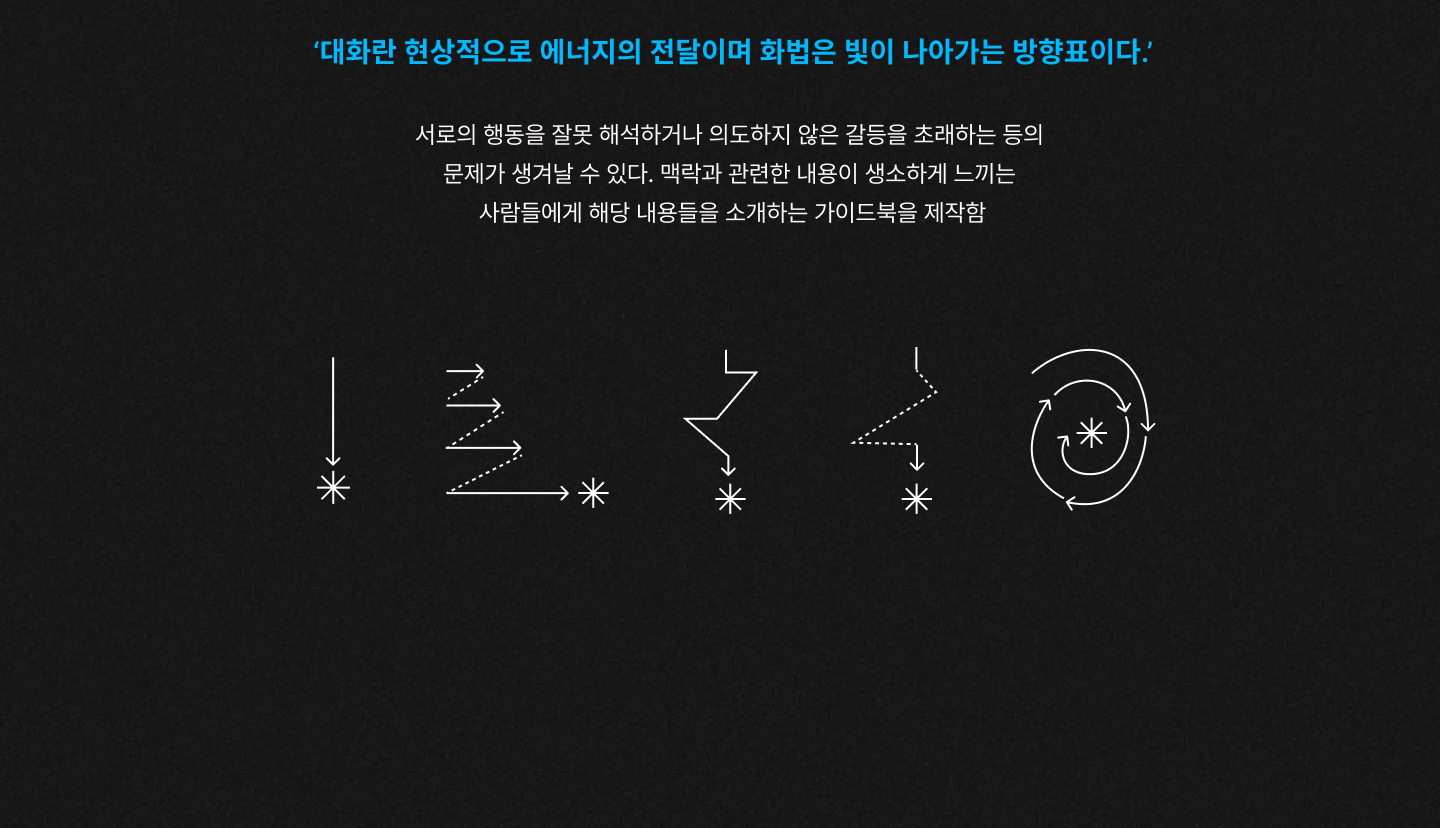 ‘대화란 현상적으로 에너지의 전달이며 화법은 빛이 나아가는 방향표이다.’
서로의 행동을 잘못 해석하거나 의도하지 않은 갈등을 초래하는 등의
문제가 생겨날 수 있다. 맥락과 관련한 내용이 생소하게 느끼는
사람들에게 해당 내용들을 소개하는 가이드북을 제작함